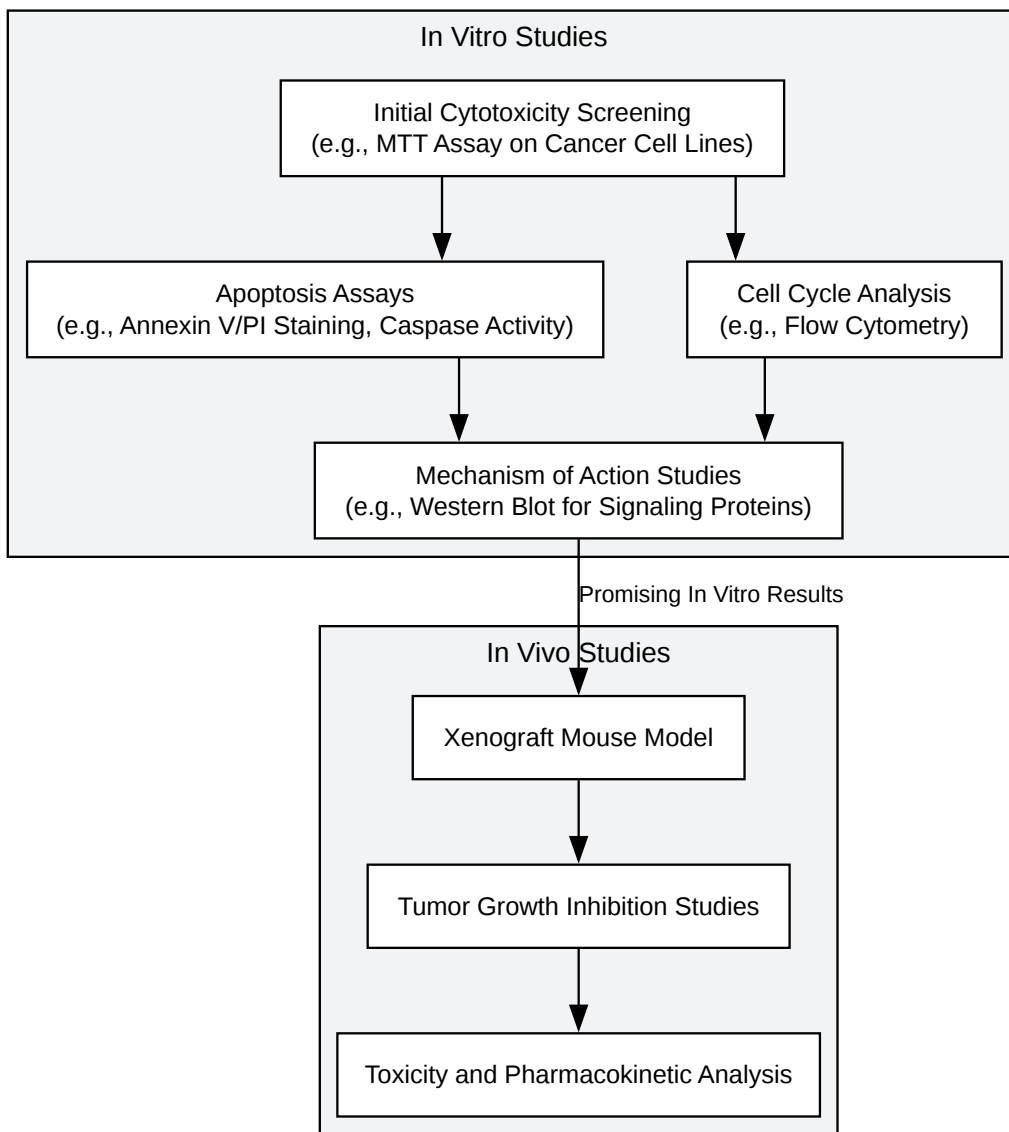 In Vitro Studies
Initial Cytotoxicity Screening
(e.g., MTT Assay on Cancer Cell Lines)
Apoptosis Assays
(e.g., Annexin V/PI Staining, Caspase Activity)
Cell Cycle Analysis
(e.g., Flow Cytometry)
Mechanism of Action Studies
(e.g., Western Blot for Signaling Proteins)
Promising In Vitro Results
In Vivo Studies
Xenograft Mouse Model
Tumor Growth Inhibition Studies
Toxicity and Pharmacokinetic Analysis